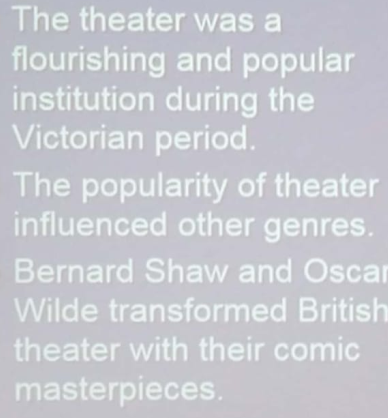 The theater was a
flourishing and popular
institution during the
Victorian period.
The popularity of theater
influenced other genres.
Bernard Shaw and Oscar
Wilde transformed British
theater with their comic
masterpieces.